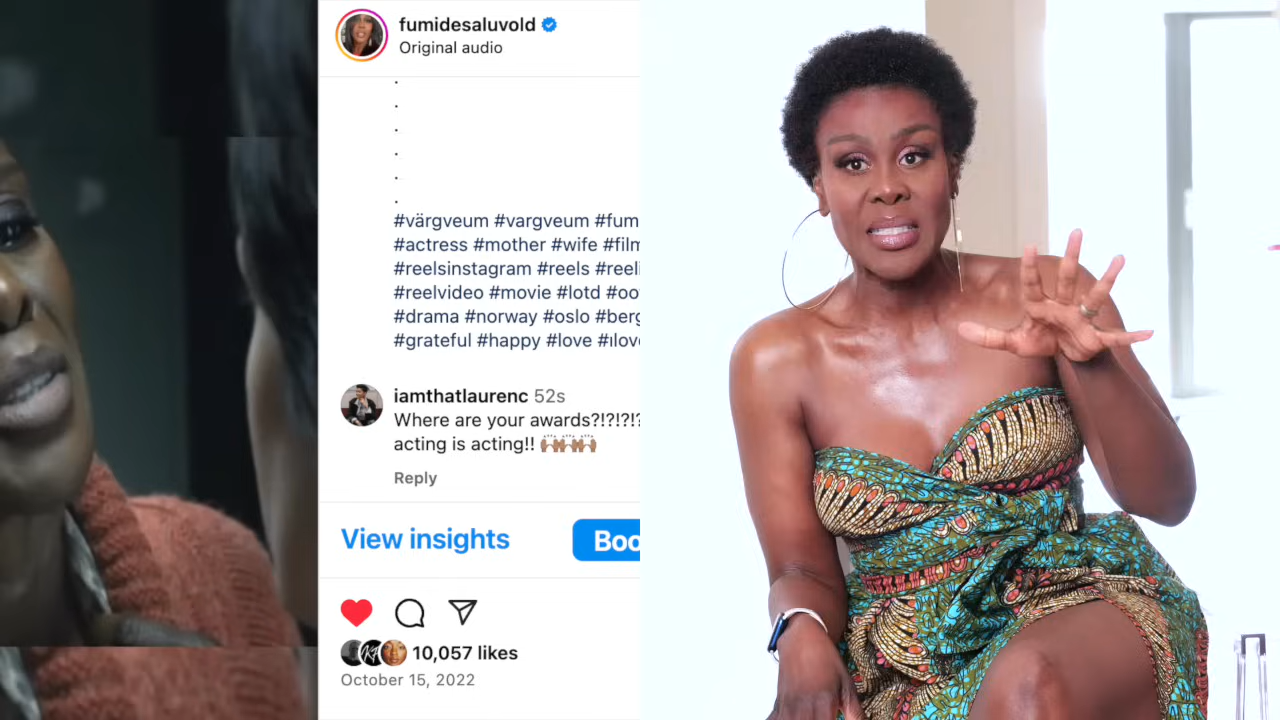 fumidesaluvold
Original audio
.
.
.
.
.
.
#värgveum #vargveum #fum
#actress #mother #wife #film
#reelsinstagram #reels #reeli
#reelvideo #movie #lotd #oo
#drama #norway #oslo #berg
#grateful #happy #love #ılove
iamthatlaurenc 52s
Where are your awards?!?!?!?
acting is acting!! 🙌🏽🙌🏽🙌🏽
Reply
View insights
Boo
10,057 likes
October 15, 2022